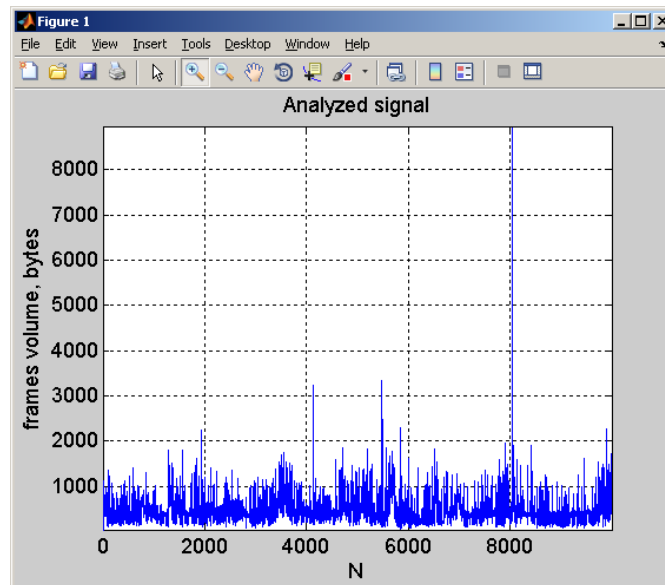 Figure 1
File Edit View Insert Tools Desktop Window Help
Analyzed signal
8000
7000
6000
5000
4000
3000
2000
1000
frames volume, bytes
0 2000 4000 6000 8000
N